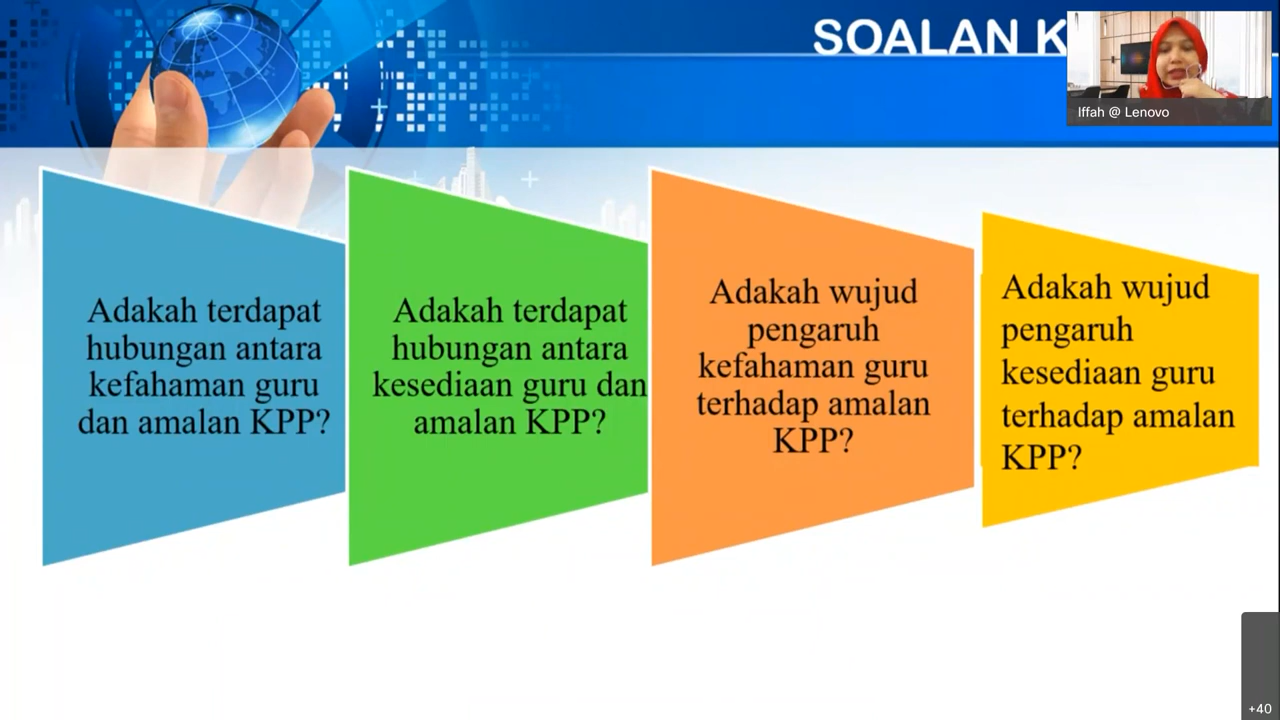 SOALAN K
Iffah @ Lenovo
Adakah terdapat
hubungan antara
kefahaman guru
dan amalan KPP?
Adakah terdapat
hubungan antara
kesediaan guru dan
amalan KPP?
Adakah wujud
pengaruh
kefahaman guru
terhadap amalan
KPP?
Adakah wujud
pengaruh
kesediaan guru
terhadap amalan
KPP?
+40